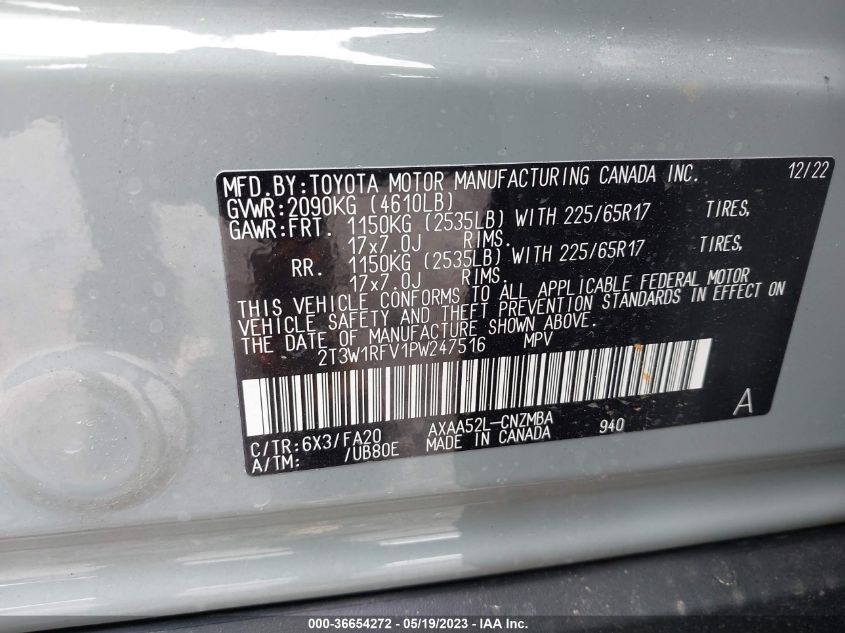 MFD.BY:TOYOTA MOTOR MANUFACTURING CANADA INC. 12/22
GVWR:2090KG (4610LB)
GAWR:FRT. 1150KG (2535LB) WITH 225/65R17 TIRES,
17x7.0J RIMS.
RR. 1150KG (2535LB) WITH 225/65R17 TIRES,
17x7.0J RIMS.
THIS VEHICLE CONFORMS TO ALL APPLICABLE FEDERAL MOTOR
VEHICLE SAFETY AND THEFT PREVENTION STANDARDS IN EFFECT ON
THE DATE OF MANUFACTURE SHOWN ABOVE.
2T3W1RFV1PW247516 MPV
A
C/TR:6X3/FA20 AXAA52L-CNZMBA 940
A/TM: /UB80E MADE IN CANADA
000-36654272 - 05/19/2023 - IAA Inc.